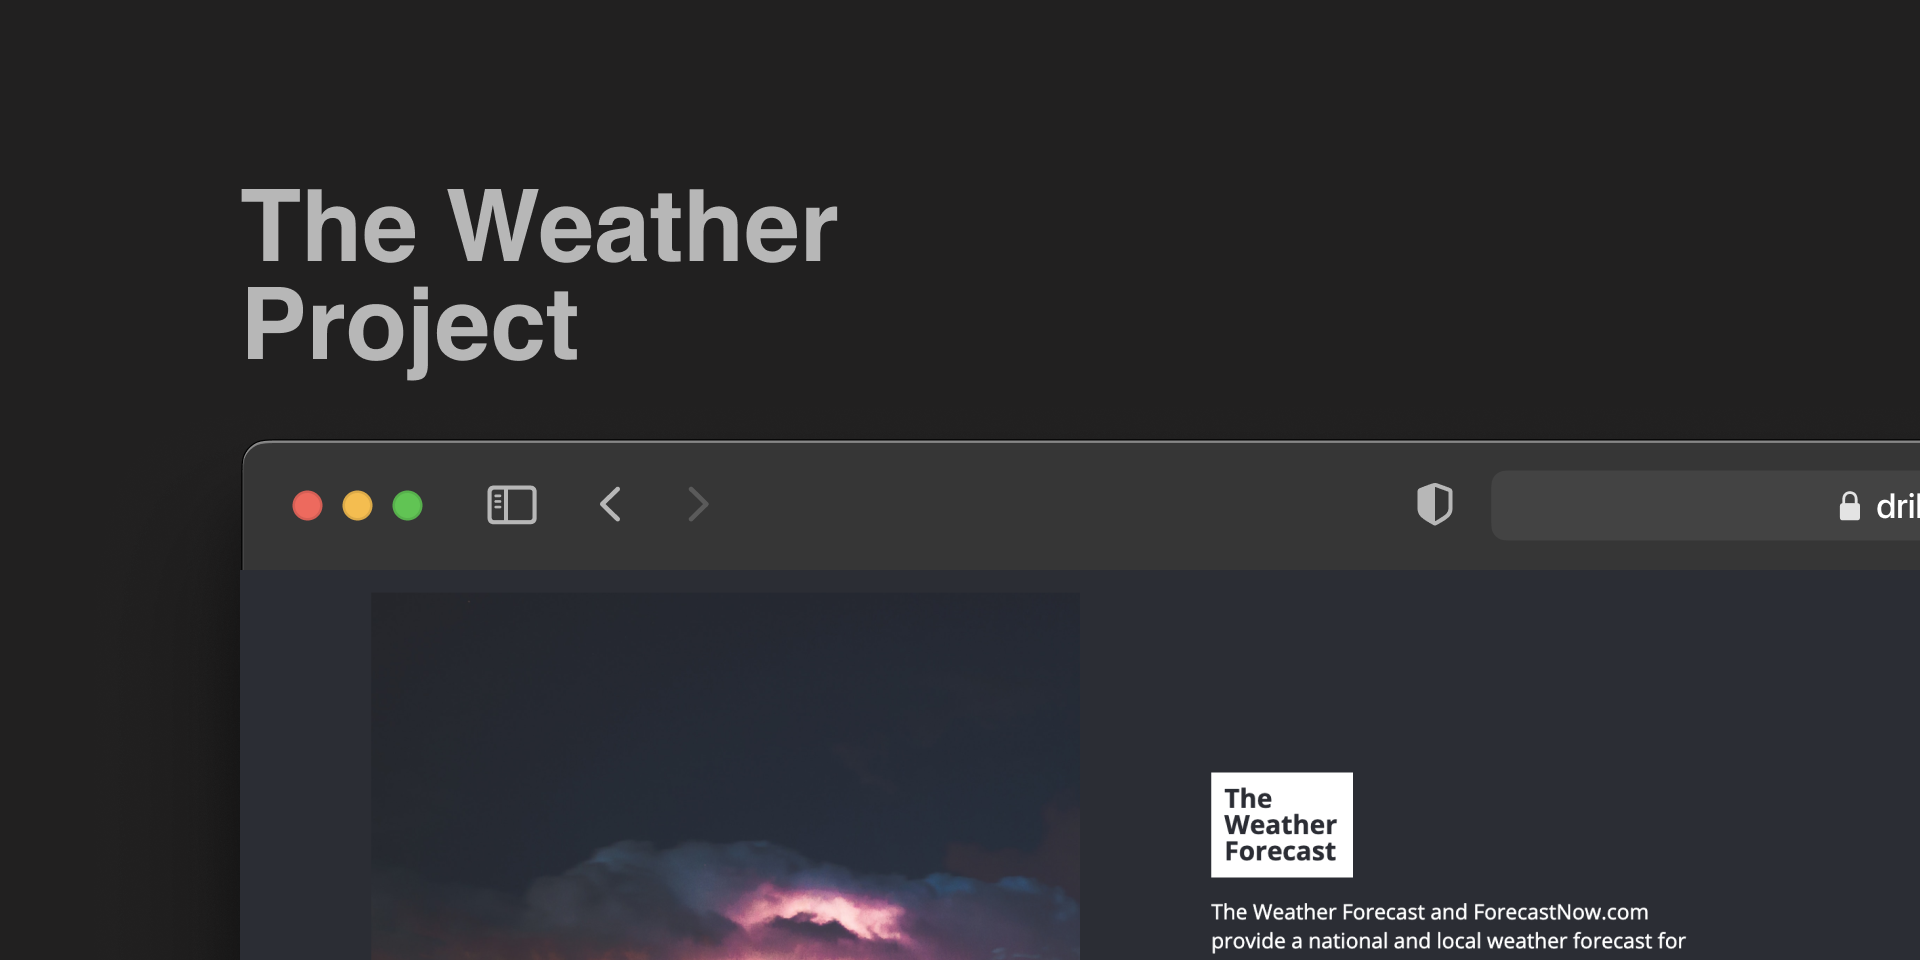 The Weather
Project
The
Weather
Forecast
The Weather Forecast and ForecastNow.com
provide a national and local weather forecast for